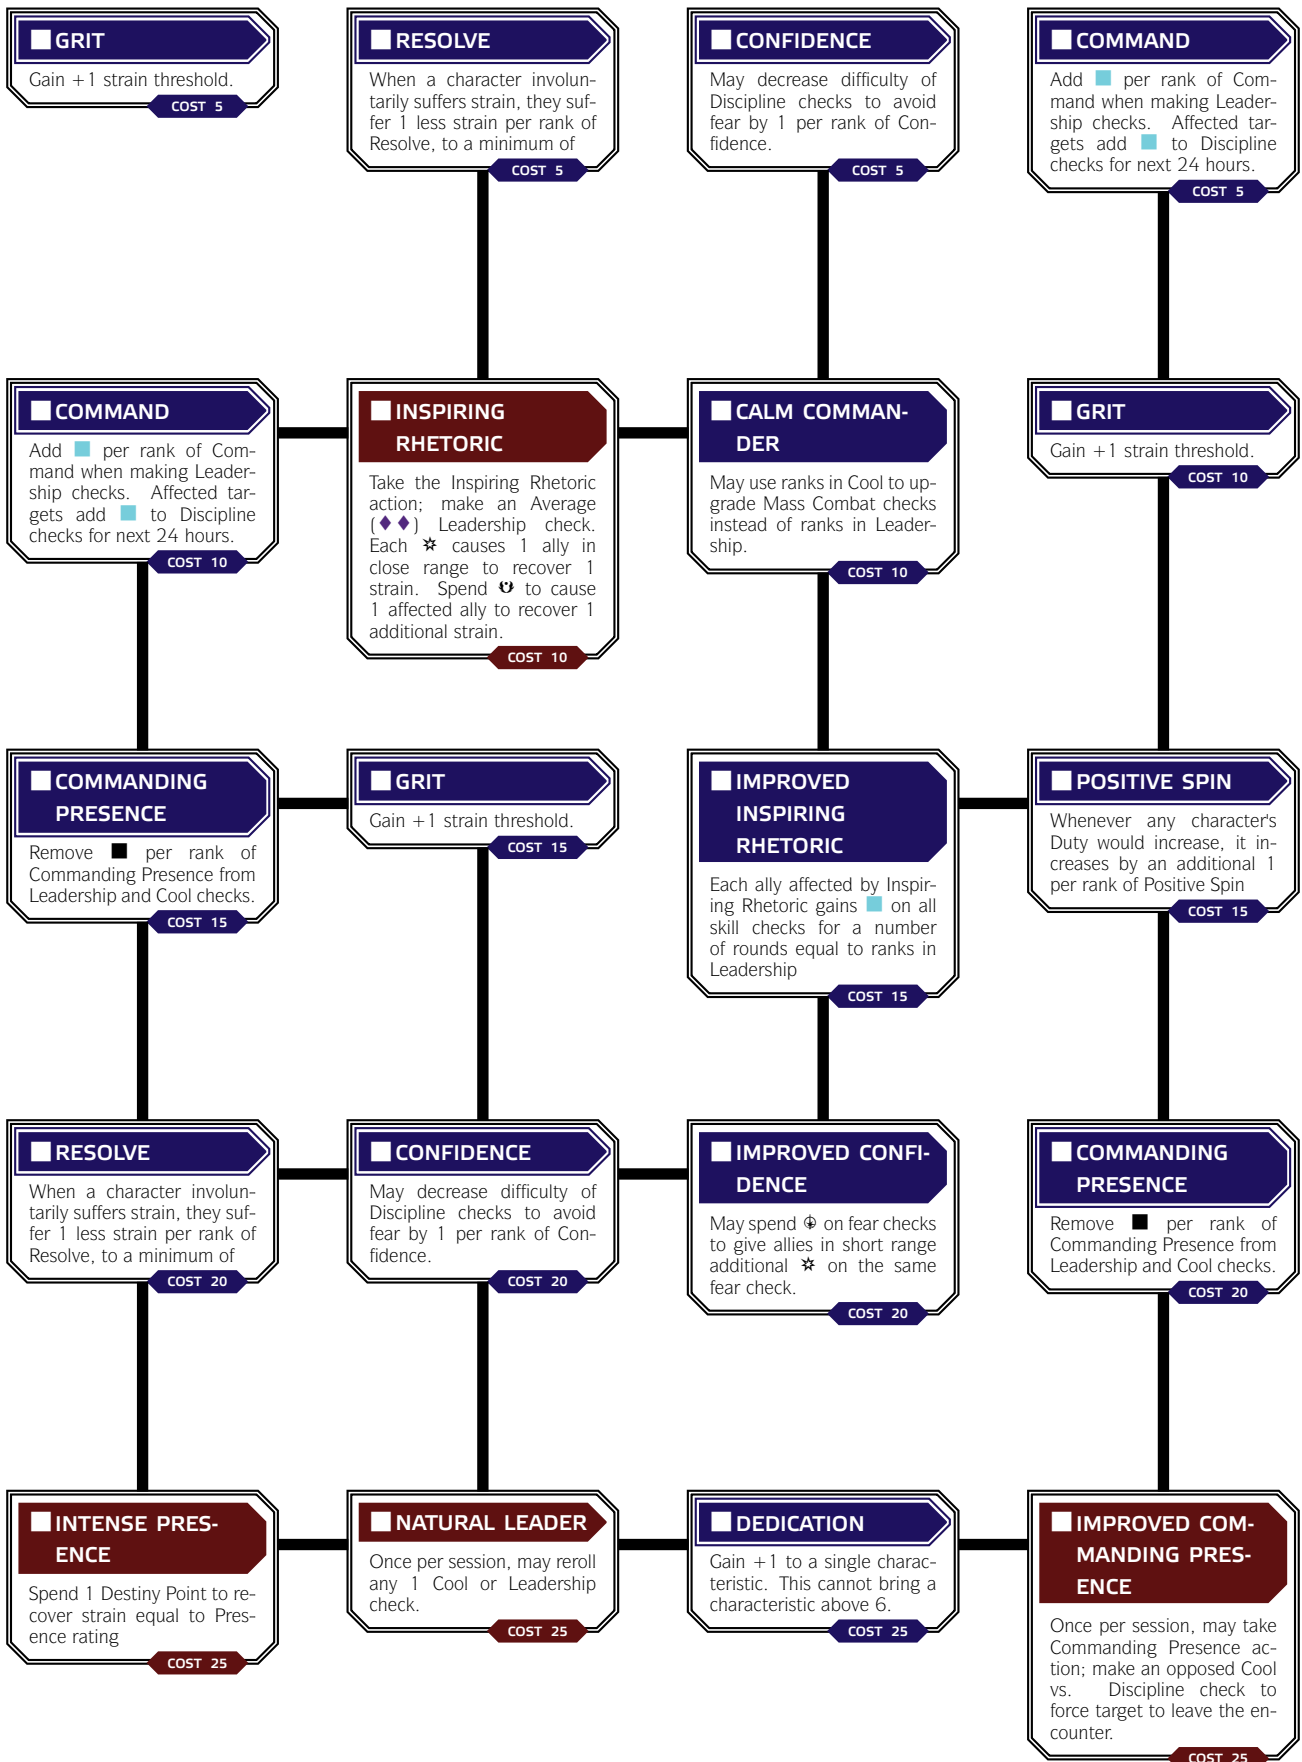 GRIT
Gain +1 strain threshold.
COST 5
RESOLVE
When a character involun-
tarily suffers strain, they suf-
fer 1 less strain per rank of
Resolve, to a minimum of
COST 5
CONFIDENCE
May decrease difficulty of
Discipline checks to avoid
fear by 1 per rank of Con-
fidence.
COST 5
COMMAND
Add per rank of Com-
mand when making Leader-
ship checks. Affected tar-
gets add to Discipline
checks for next 24 hours.
COST 5
COMMAND
Add per rank of Com-
mand when making Leader-
ship checks. Affected tar-
gets add to Discipline
checks for next 24 hours.
COST 10
INSPIRING
RHETORIC
Take the Inspiring Rhetoric
action; make an Average
(♦♦) Leadership check.
Each causes 1 ally in
close range to recover 1
strain. Spend to cause
1 affected ally to recover 1
additional strain.
COST 10
CALM COMMAN-
DER
May use ranks in Cool to up-
grade Mass Combat checks
instead of ranks in Leader-
ship.
COST 10
GRIT
Gain +1 strain threshold.
COST 10
COMMANDING
PRESENCE
Remove per rank of
Commanding Presence from
Leadership and Cool checks.
COST 15
GRIT
Gain +1 strain threshold.
COST 15
IMPROVED
INSPIRING
RHETORIC
Each ally affected by Inspir-
ing Rhetoric gains on all
skill checks for a number
of rounds equal to ranks in
Leadership
COST 15
POSITIVE SPIN
Whenever any character's
Duty would increase, it in-
creases by an additional 1
per rank of Positive Spin
COST 15
RESOLVE
When a character involun-
tarily suffers strain, they suf-
fer 1 less strain per rank of
Resolve, to a minimum of
COST 20
CONFIDENCE
May decrease difficulty of
Discipline checks to avoid
fear by 1 per rank of Con-
fidence.
COST 20
IMPROVED CONFI-
DENCE
May spend on fear checks
to give allies in short range
additional on the same
fear check.
COST 20
COMMANDING
PRESENCE
Remove per rank of
Commanding Presence from
Leadership and Cool checks.
COST 20
INTENSE PRES-
ENCE
Spend 1 Destiny Point to re-
cover strain equal to Pres-
ence rating
COST 25
NATURAL LEADER
Once per session, may reroll
any 1 Cool or Leadership
check.
COST 25
DEDICATION
Gain +1 to a single charac-
teristic. This cannot bring a
characteristic above 6.
COST 25
IMPROVED COM-
MANDING PRES-
ENCE
Once per session, may take
Commanding Presence ac-
tion; make an opposed Cool
vs. Discipline check to
force target to leave the en-
counter.
COST 25